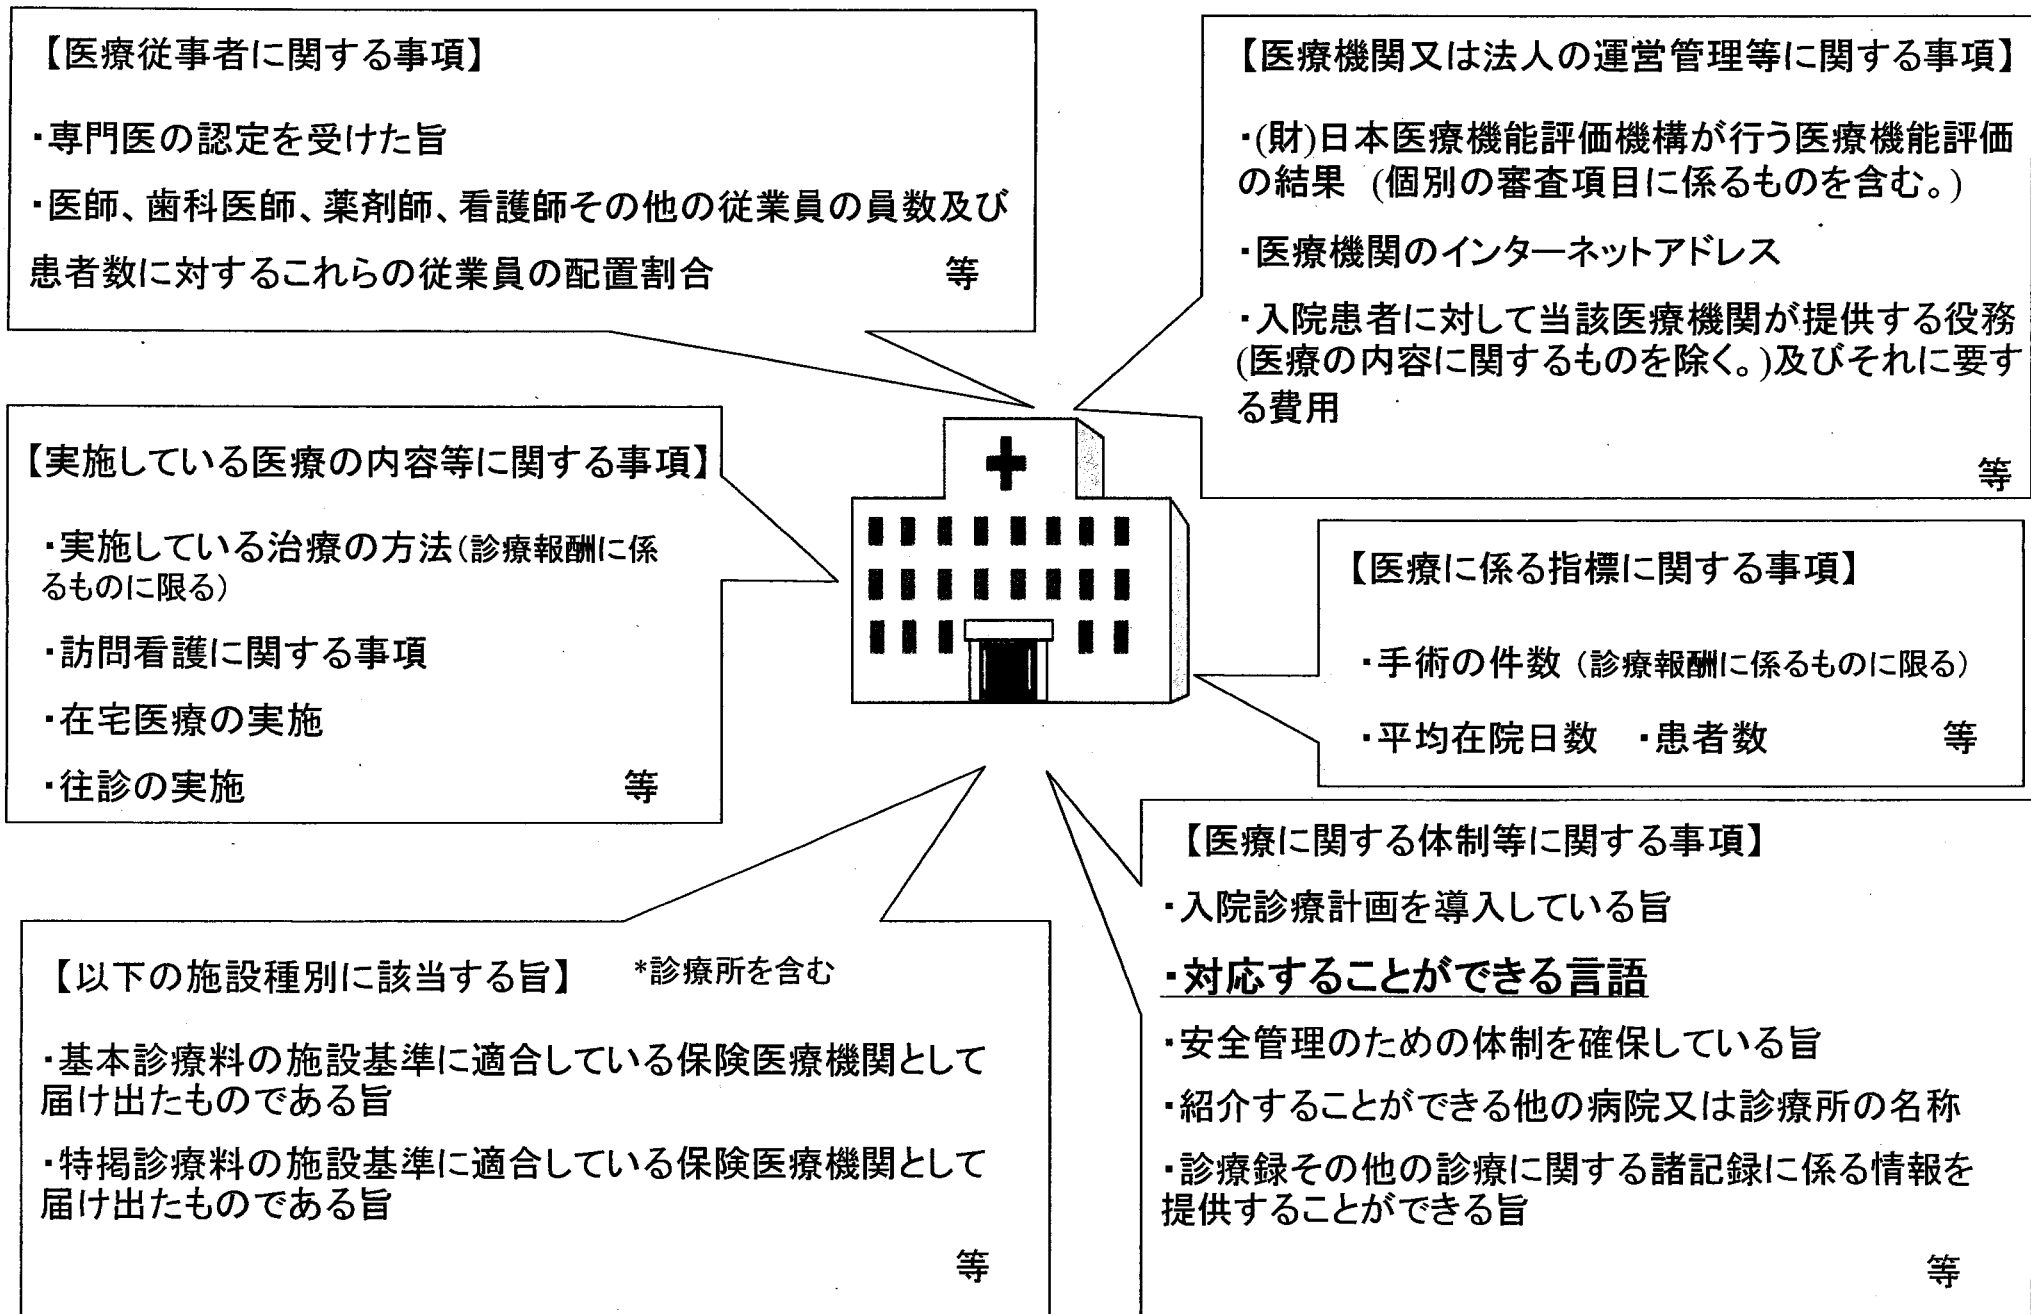 【医療従事者に関する事項】
・専門医の認定を受けた旨
・医師、歯科医師、薬剤師、看護師その他の従業員の員数及び
患者数に対するこれらの従業員の配置割合 等
【医療機関又は法人の運営管理等に関する事項】
・(財)日本医療機能評価機構が行う医療機能評価
の結果 (個別の審査項目に係るものを含む。)
・医療機関のインターネットアドレス
・入院患者に対して当該医療機関が提供する役務
(医療の内容に関するものを除く。)及びそれに要す
る費用
等
【実施している医療の内容等に関する事項】
・実施している治療の方法(診療報酬に係
るものに限る)
・訪問看護に関する事項
・在宅医療の実施
・往診の実施 等
【医療に係る指標に関する事項】
・手術の件数(診療報酬に係るものに限る)
・平均在院日数 ・患者数 等
【以下の施設種別に該当する旨】 *診療所を含む
・基本診療料の施設基準に適合している保険医療機関として
届け出たものである旨
・特掲診療料の施設基準に適合している保険医療機関として
届け出たものである旨
等
【医療に関する体制等に関する事項】
・入院診療計画を導入している旨
・対応することができる言語
・安全管理のための体制を確保している旨
・紹介することができる他の病院又は診療所の名称
・診療録その他の診療に関する諸記録に係る情報を
提供することができる旨
等